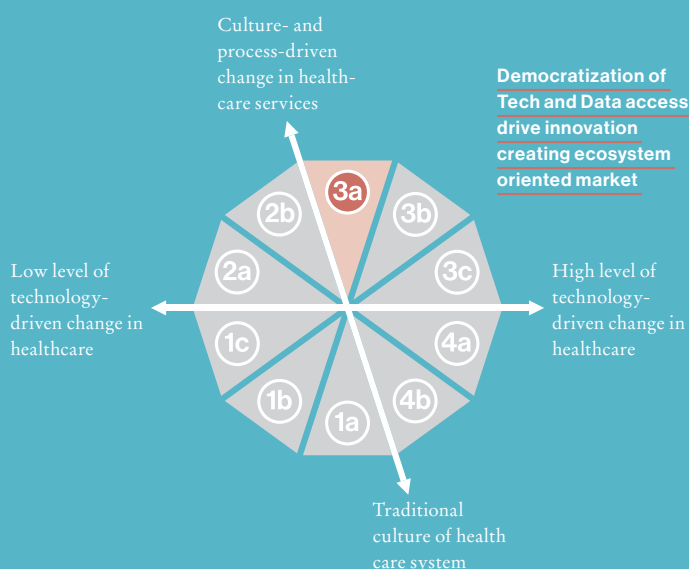 Culture- and
process-driven
change in health-
care services
Democratization of
Tech and Data access
drive innovation
creating ecosystem
oriented market
3a
2b
3b
2a
3c
Low level of
technology-
driven change in
healthcare
High level of
technology-
driven change in
healthcare
1c
4a
1b
4b
1a
Traditional
culture of health
care system